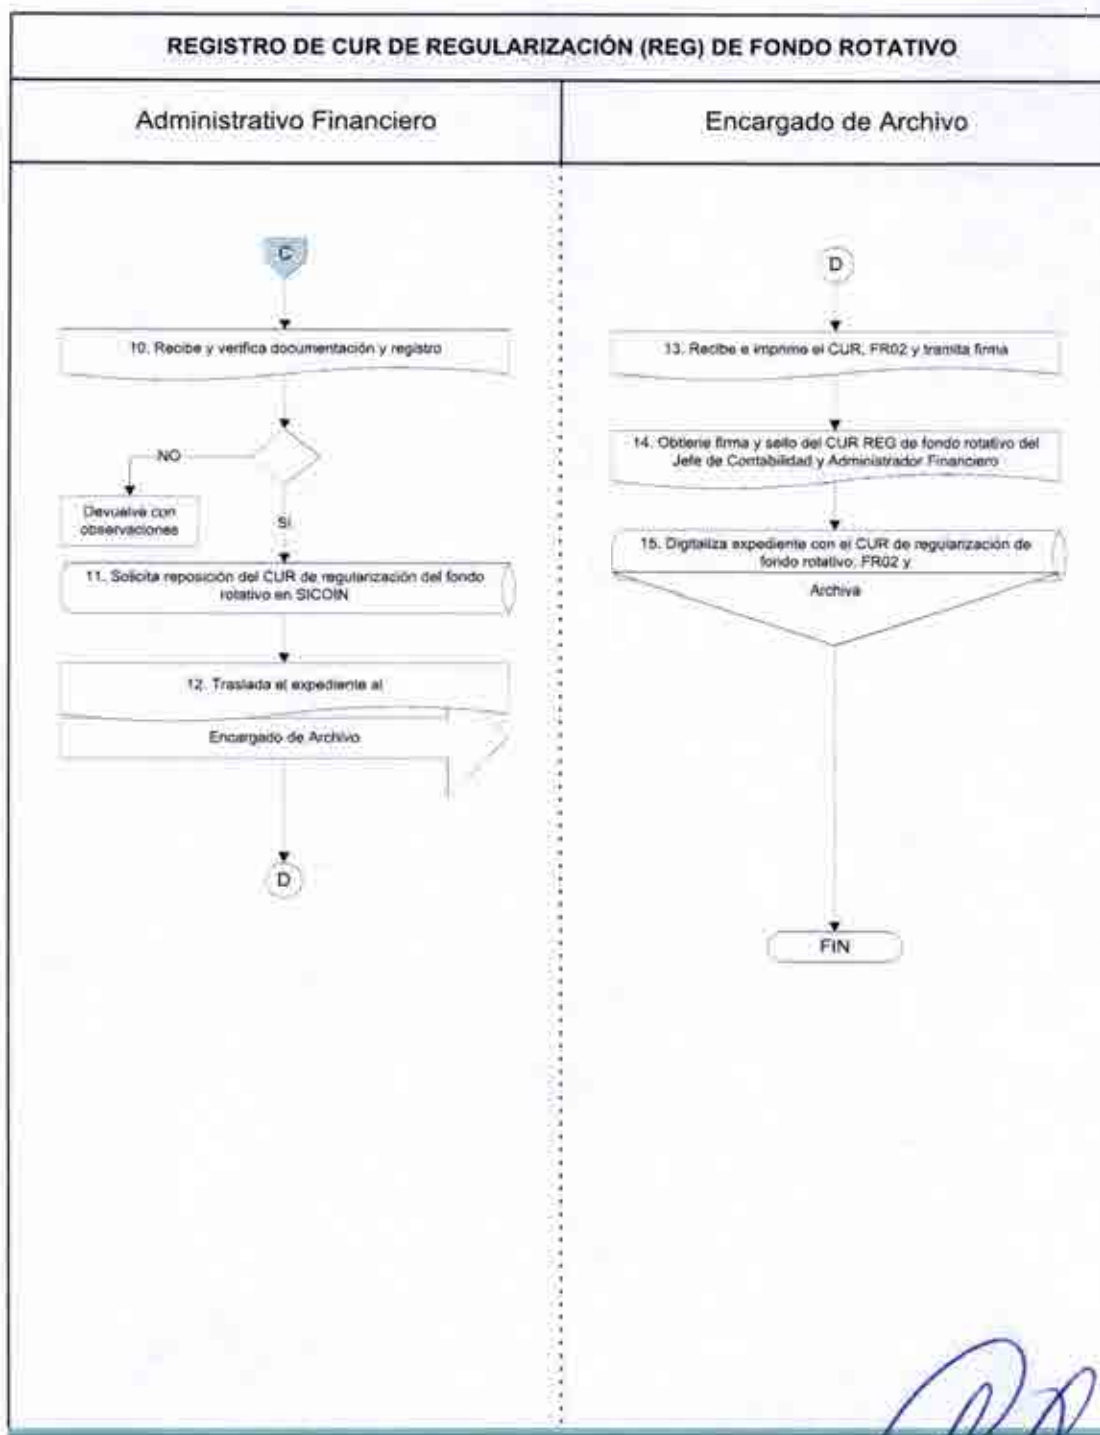 REGISTRO DE CUR DE REGULARIZACIÓN (REG) DE FONDO ROTATIVO
Administrativo Financiero
Encargado de Archivo
C
10. Recibe y verifica documentación y registro
NO
Devuelve con
observaciones
SI
11. Solicita reposición del CUR de regularización del fondo
rotativo en SICOIN
12. Traslada el expediente al
Encargado de Archivo
D
D
13. Recibe e imprime el CUR, FR02 y tramita firma
14. Obtiene firma y sello del CUR REG de fondo rotativo del
Jefe de Contabilidad y Administrador Financiero
15. Digitaliza expediente con el CUR de regularización de
fondo rotativo, FR02 y
Archiva
FIN